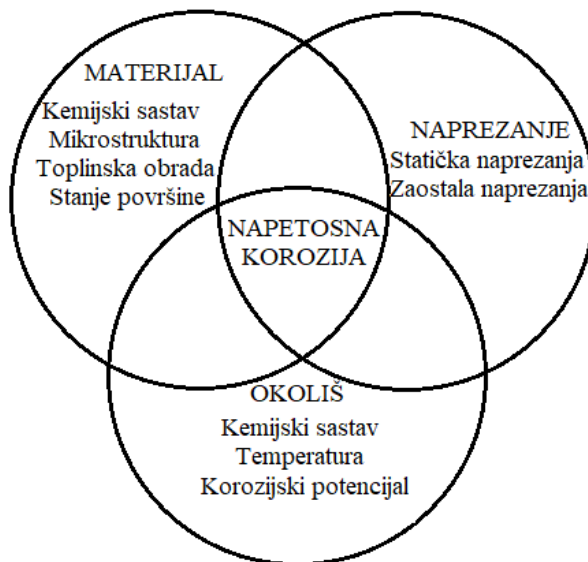 MATERIJAL
Kemijski sastav
Mikrostruktura
Toplinska obrada
Stanje površine
NAPREZANJE
Statička naprezanja
Zaostala naprezanja
NAPETOSNA
KOROZIJA
OKOLIŠ
Kemijski sastav
Temperatura
Korozijski potencijal